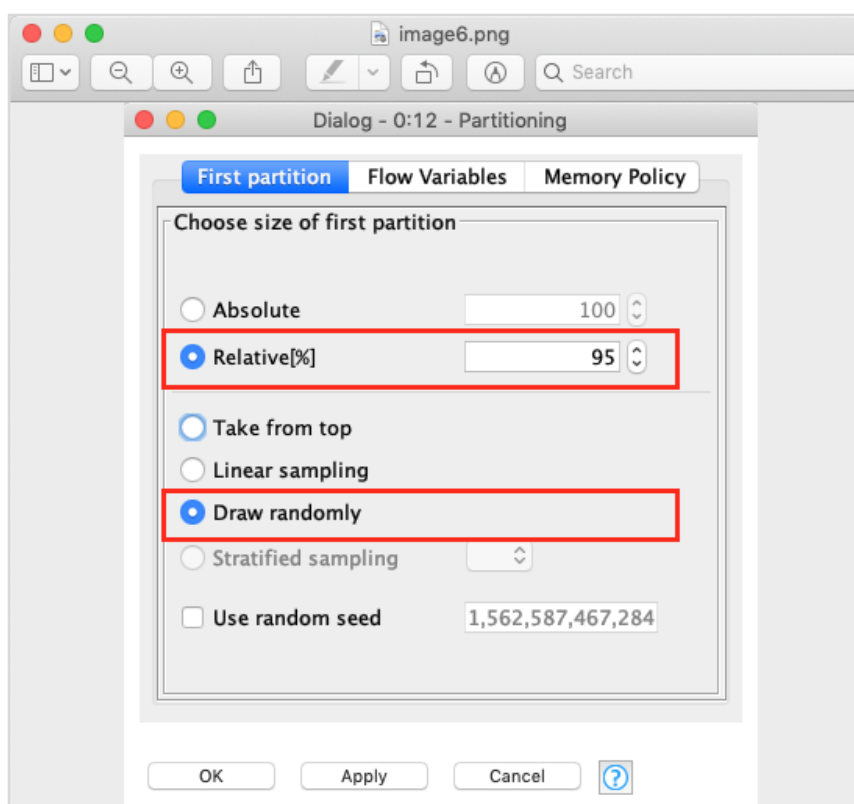 image6.png
Search
Dialog - 0:12 - Partitioning
First partition Flow Variables Memory Policy
Choose size of first partition
Absolute 100
Relative[%] 95
Take from top
Linear sampling
Draw randomly
Stratified sampling
Use random seed 1,562,587,467,284
OK Apply Cancel ?